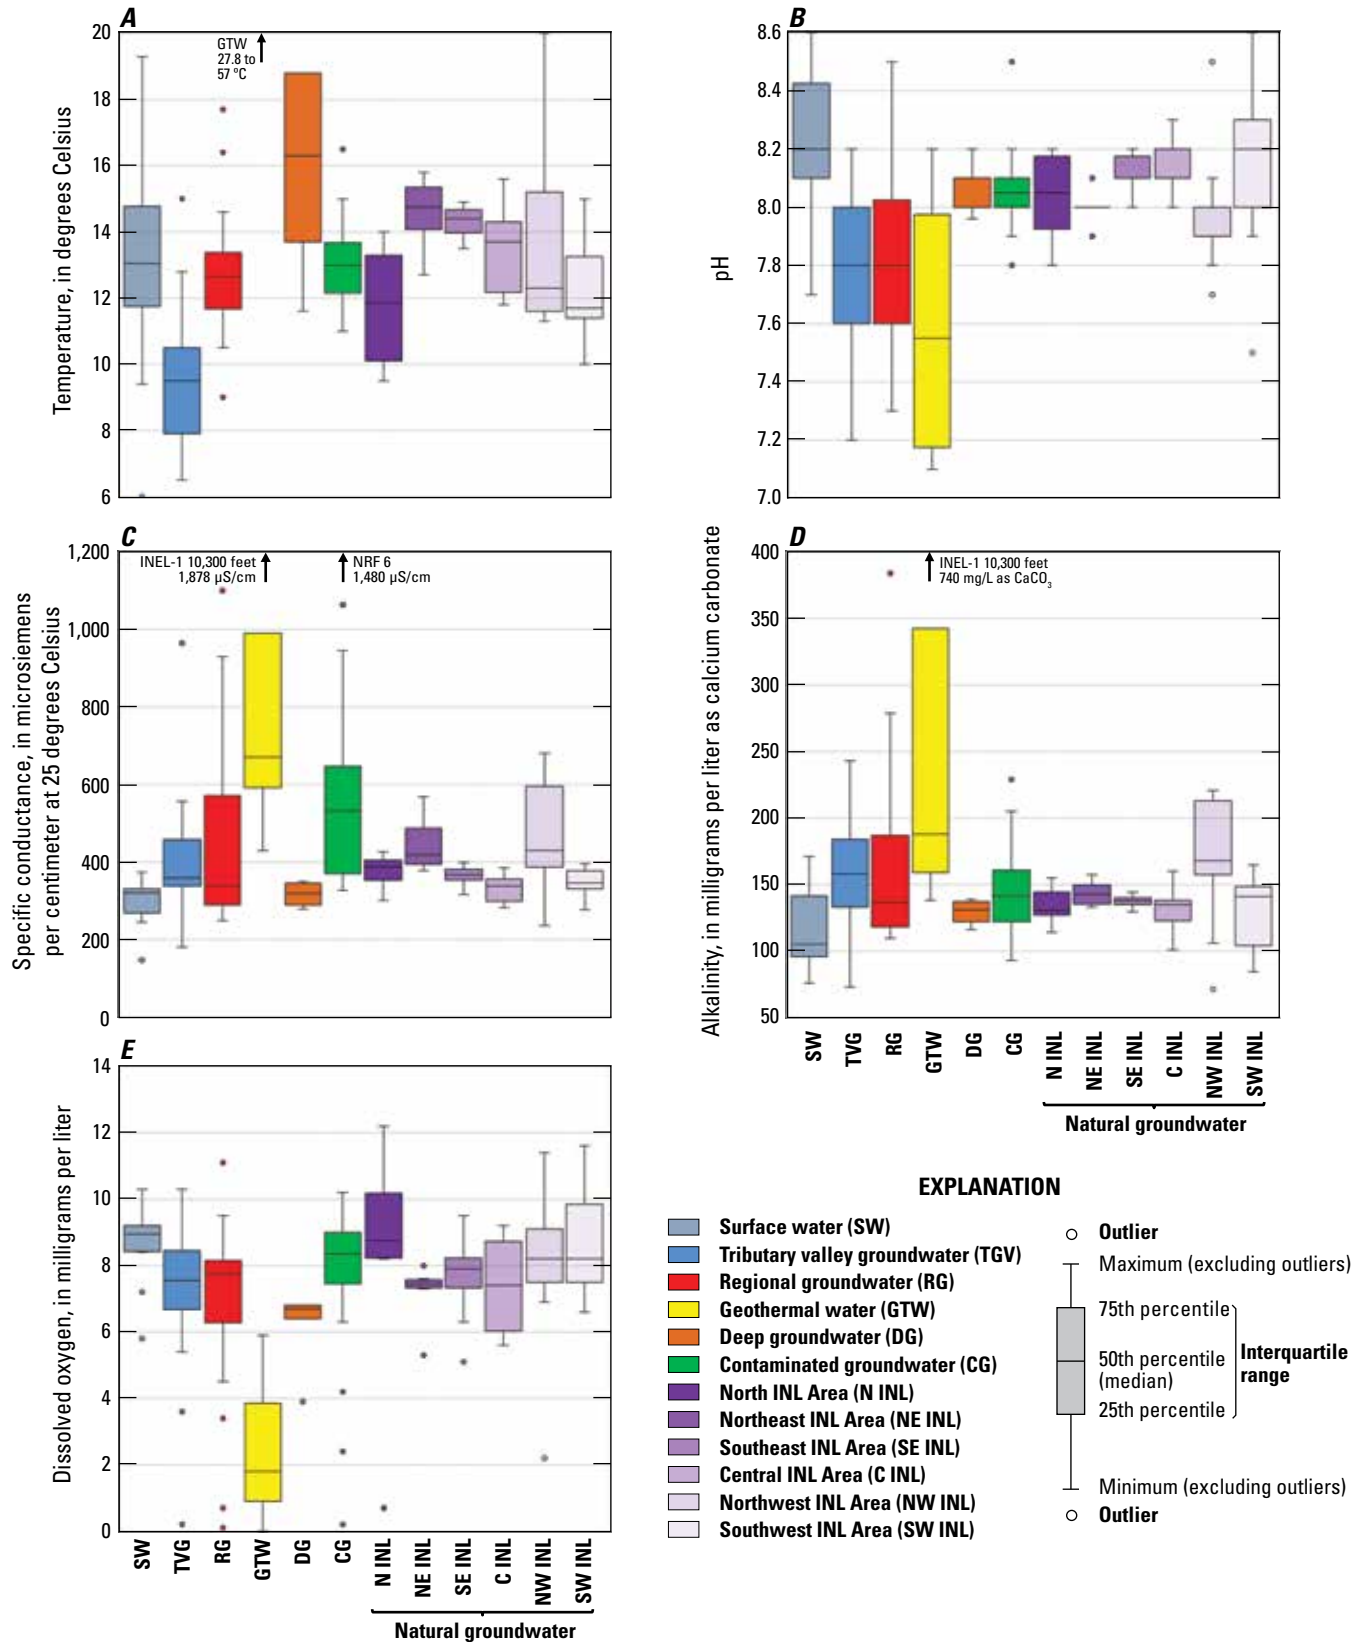 A
20
18
16
14
12
10
8
6
Temperature, in degrees Celsius
GTW
27.8 to
57 °C
B
8.6
8.4
8.2
8.0
7.8
7.6
7.4
7.2
7.0
pH
C
1,200
1,000
800
600
400
200
0
Specific conductance, in microsiemens
per centimeter at 25 degrees Celsius
INEL-1 10,300 feet
1,878 µS/cm
NRF 6
1,480 µS/cm
D
400
350
300
250
200
150
100
50
Alkalinity, in milligrams per liter as calcium carbonate
INEL-1 10,300 feet
740 mg/L as CaCO₃
SW
TVG
RG
GTW
DG
CG
N INL
NE INL
SE INL
C INL
NW INL
SW INL
Natural groundwater
E
14
12
10
8
6
4
2
0
Dissolved oxygen, in milligrams per liter
SW
TVG
RG
GTW
DG
CG
N INL
NE INL
SE INL
C INL
NW INL
SW INL
Natural groundwater
EXPLANATION
Surface water (SW)
Tributary valley groundwater (TGV)
Regional groundwater (RG)
Geothermal water (GTW)
Deep groundwater (DG)
Contaminated groundwater (CG)
North INL Area (N INL)
Northeast INL Area (NE INL)
Southeast INL Area (SE INL)
Central INL Area (C INL)
Northwest INL Area (NW INL)
Southwest INL Area (SW INL)
Outlier
Maximum (excluding outliers)
75th percentile
50th percentile
(median)
25th percentile
Interquartile
range
Minimum (excluding outliers)
Outlier